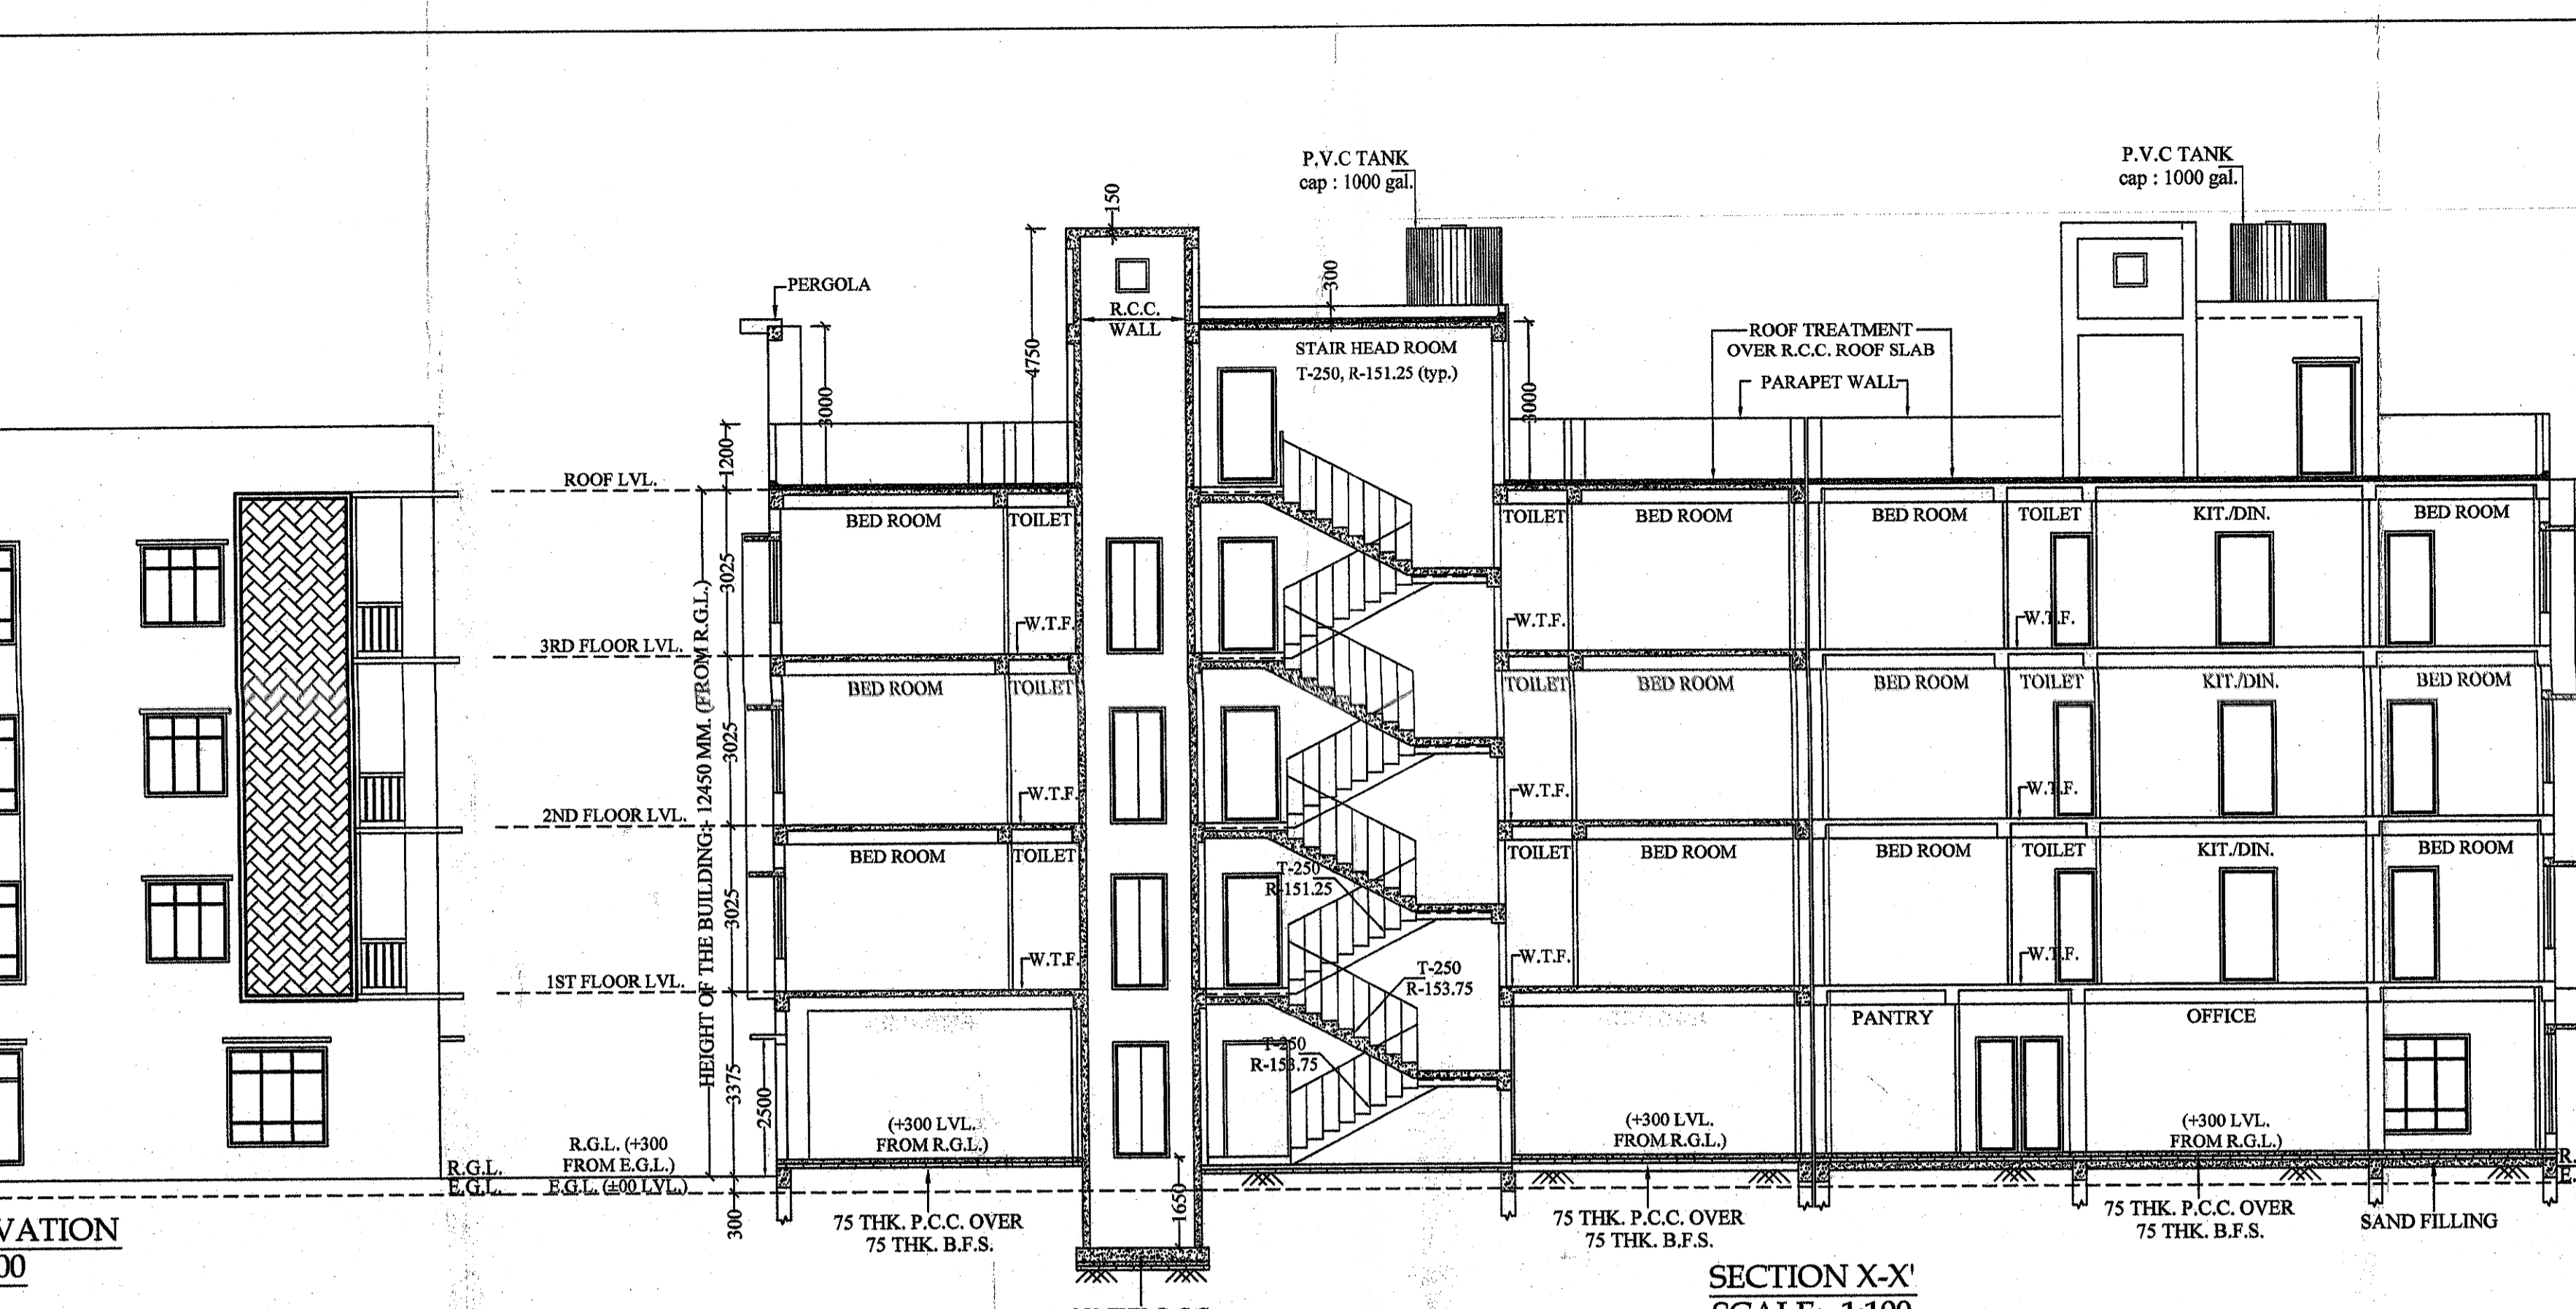 P.V.C TANK
cap : 1000 gal.
P.V.C TANK
cap : 1000 gal.
150
PERGOLA
300
R.C.C.
WALL
4750
3000
STAIR HEAD ROOM
T-250, R-151.25 (typ.)
3000
ROOF TREATMENT
OVER R.C.C. ROOF SLAB
PARAPET WALL
1200
ROOF LVL.
BED ROOM
TOILET
TOILET
BED ROOM
BED ROOM
TOILET
KIT./DIN.
BED ROOM
3025
HEIGHT OF THE BUILDING:- 12450 MM. (FROM R.G.L.)
W.T.F.
W.T.F.
W.T.F.
3RD FLOOR LVL.
BED ROOM
TOILET
TOILET
BED ROOM
BED ROOM
TOILET
KIT./DIN.
BED ROOM
3025
W.T.F.
W.T.F.
W.T.F.
2ND FLOOR LVL.
BED ROOM
TOILET
TOILET
BED ROOM
BED ROOM
TOILET
KIT./DIN.
BED ROOM
T-250
R-151.25
3025
W.T.F.
W.T.F.
W.T.F.
1ST FLOOR LVL.
T-250
R-153.75
PANTRY
OFFICE
T-250
R-153.75
3375
2500
(+300 LVL.
FROM R.G.L.)
(+300 LVL.
FROM R.G.L.)
(+300 LVL.
FROM R.G.L.)
R.G.L.
E.G.L.
R.G.L. (+300
FROM E.G.L.)
E.G.L. (±00 LVL.)
300
1650
75 THK. P.C.C. OVER
75 THK. B.F.S.
75 THK. P.C.C. OVER
75 THK. B.F.S.
75 THK. P.C.C. OVER
75 THK. B.F.S.
SAND FILLING
VATION
00
SECTION X-X'
SCALE:- 1:100